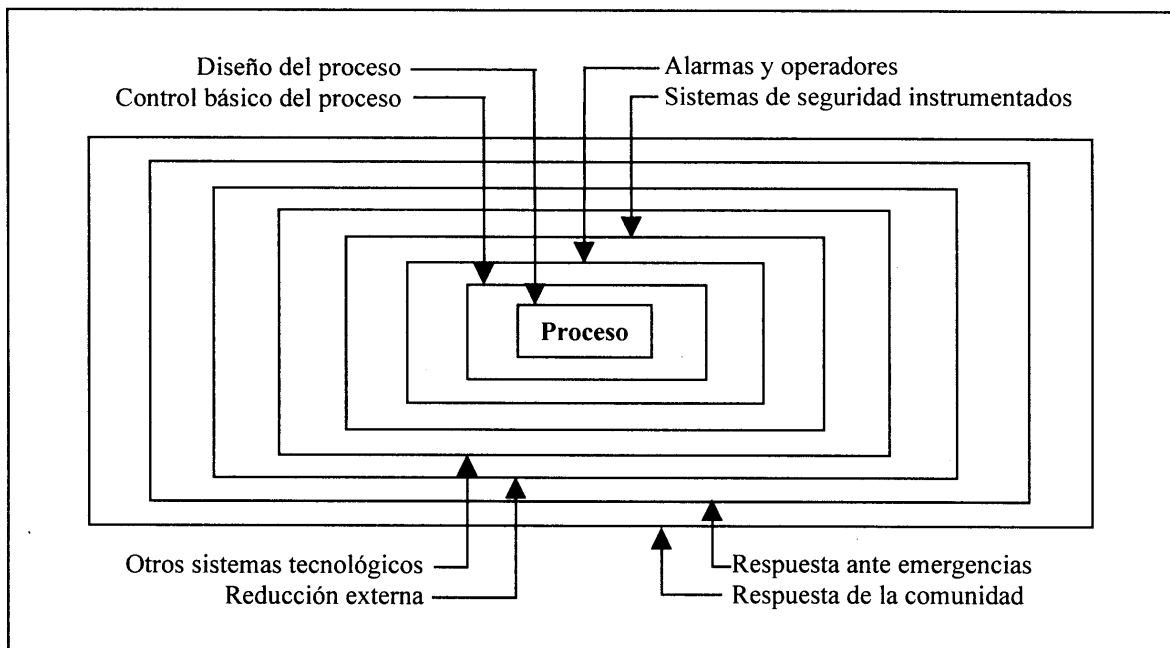 Diseño del proceso
Control básico del proceso
Alarmas y operadores
Sistemas de seguridad instrumentados
Proceso
Otros sistemas tecnológicos
Reducción externa
Respuesta ante emergencias
Respuesta de la comunidad